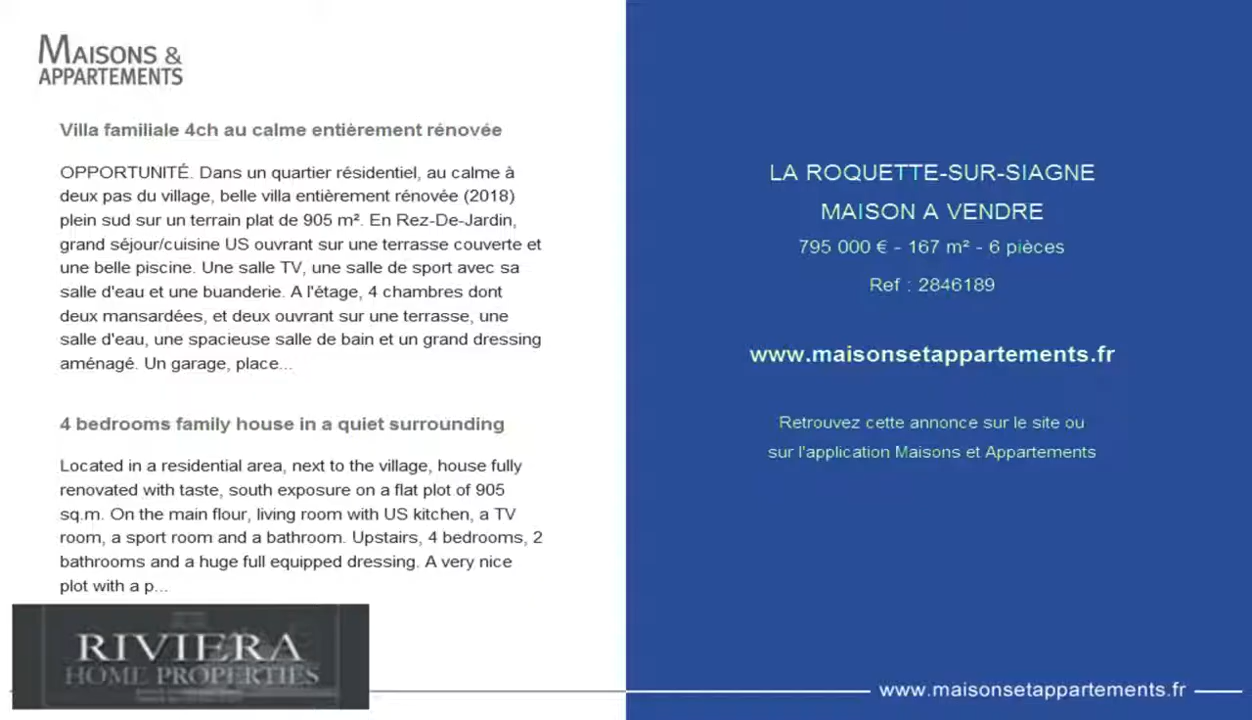 MAISONS &
APPARTEMENTS
Villa familiale 4ch au calme entièrement rénovée
OPPORTUNITÉ. Dans un quartier résidentiel, au calme à
deux pas du village, belle villa entièrement rénovée (2018)
plein sud sur un terrain plat de 905 m². En Rez-De-Jardin,
grand séjour/cuisine US ouvrant sur une terrasse couverte et
une belle piscine. Une salle TV, une salle de sport avec sa
salle d'eau et une buanderie. A l'étage, 4 chambres dont
deux mansardées, et deux ouvrant sur une terrasse, une
salle d'eau, une spacieuse salle de bain et un grand dressing
aménagé. Un garage, place...
4 bedrooms family house in a quiet surrounding
Located in a residential area, next to the village, house fully
renovated with taste, south exposure on a flat plot of 905
sq.m. On the main flour, living room with US kitchen, a TV
room, a sport room and a bathroom. Upstairs, 4 bedrooms, 2
bathrooms and a huge full equipped dressing. A very nice
plot with a p...
RIVIERA
HOME PROPERTIES
LA ROQUETTE-SUR-SIAGNE
MAISON A VENDRE
795 000 € - 167 m² - 6 pièces
Ref : 2846189
www.maisonsetappartements.fr
Retrouvez cette annonce sur le site ou
sur l'application Maisons et Appartements
www.maisonsetappartements.fr